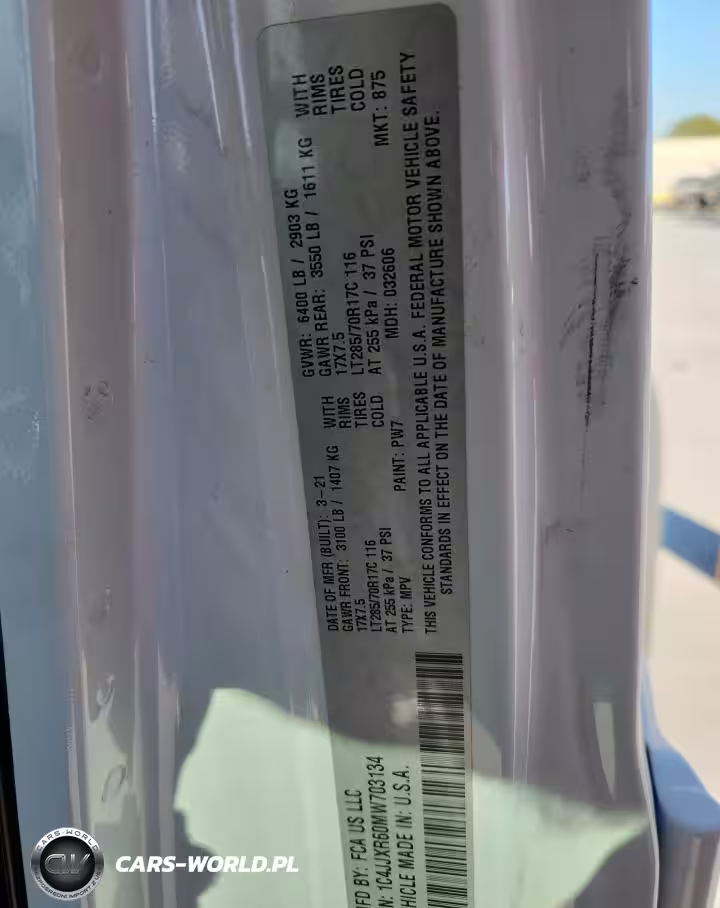 MFD BY: FCA US LLC
DATE OF MFR (BUILT): 3-21
GVWR: 6400 LB / 2903 KG
GAWR FRONT: 3100 LB / 1407 KG WITH
GAWR REAR: 3550 LB / 1611 KG WITH
17X7.5 RIMS
17X7.5 RIMS
LT285/70R17C 116 TIRES
LT285/70R17C 116 TIRES
AT 255 kPa / 37 PSI COLD
AT 255 kPa / 37 PSI COLD
TYPE: MPV PAINT: PW7 MDH: 032606 MKT: 875
THIS VEHICLE CONFORMS TO ALL APPLICABLE U.S.A. FEDERAL MOTOR VEHICLE SAFETY
STANDARDS IN EFFECT ON THE DATE OF MANUFACTURE SHOWN ABOVE.
N: 1C4JJXR60MW703134
HICLE MADE IN: U.S.A.
CARS-WORLD
CW
CARS-WORLD.PL